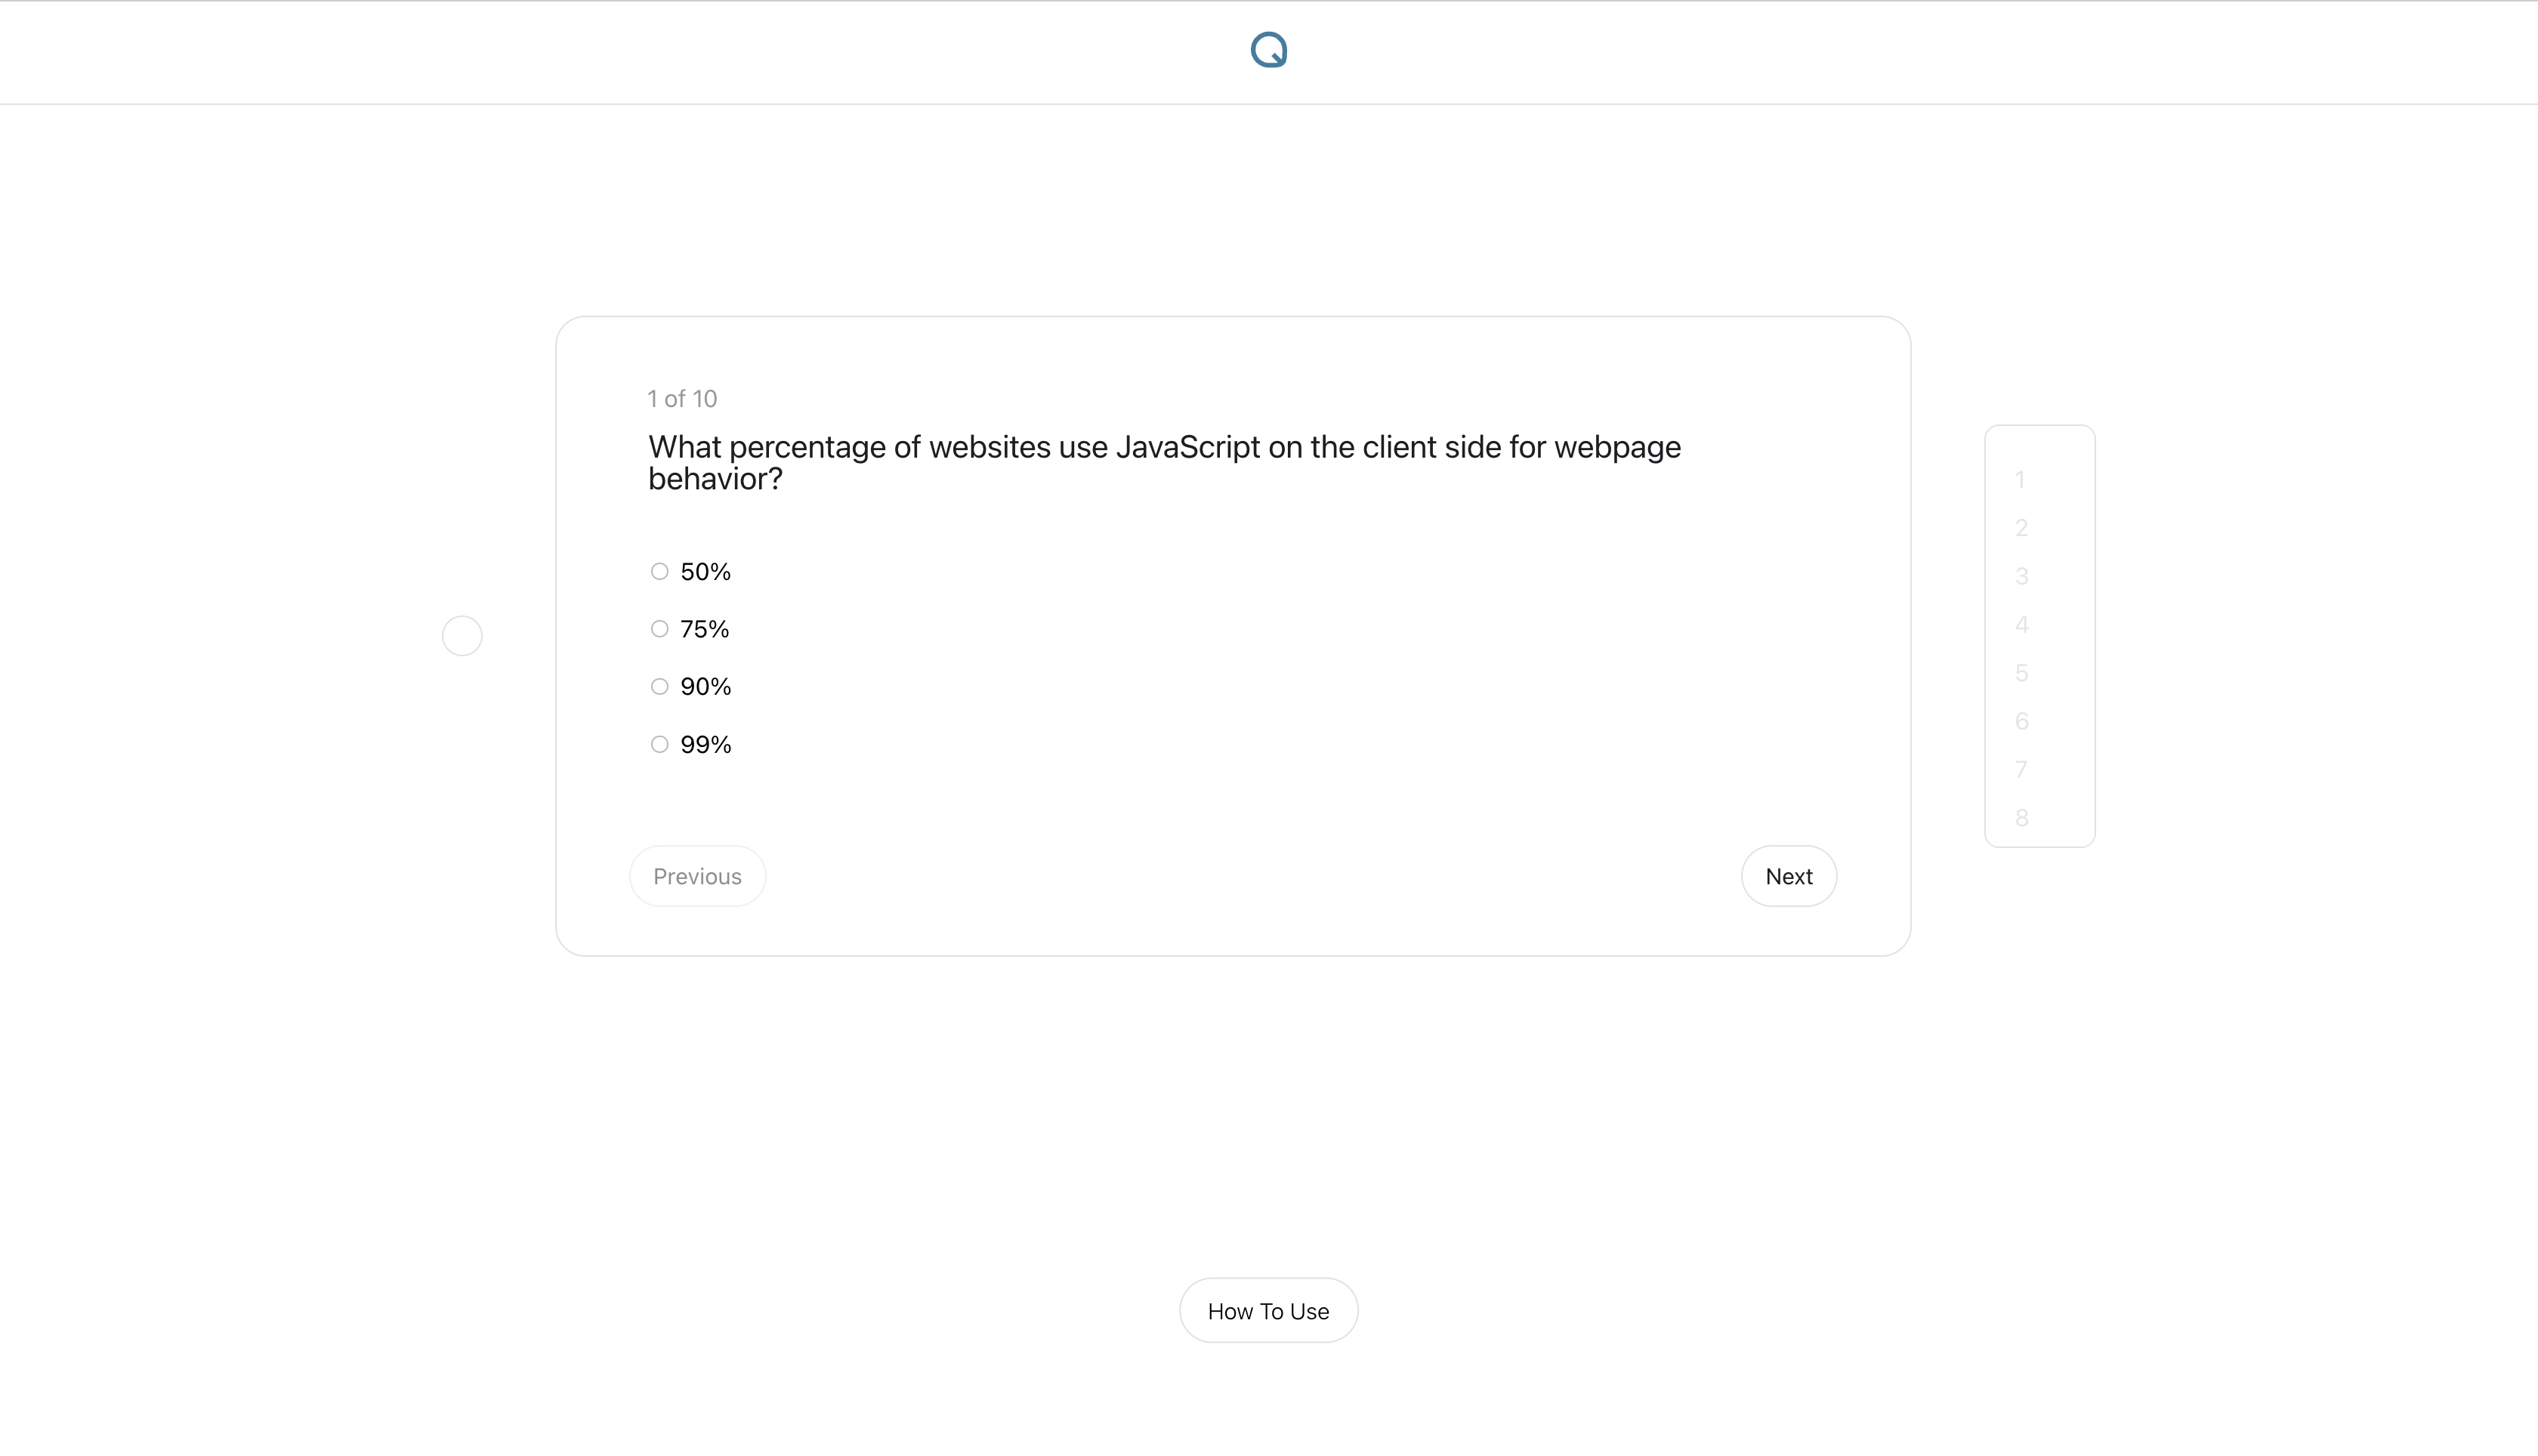 1 of 10
What percentage of websites use JavaScript on the client side for webpage
behavior?
50%
75%
90%
99%
Previous
Next
1
2
3
4
5
6
7
8
How To Use